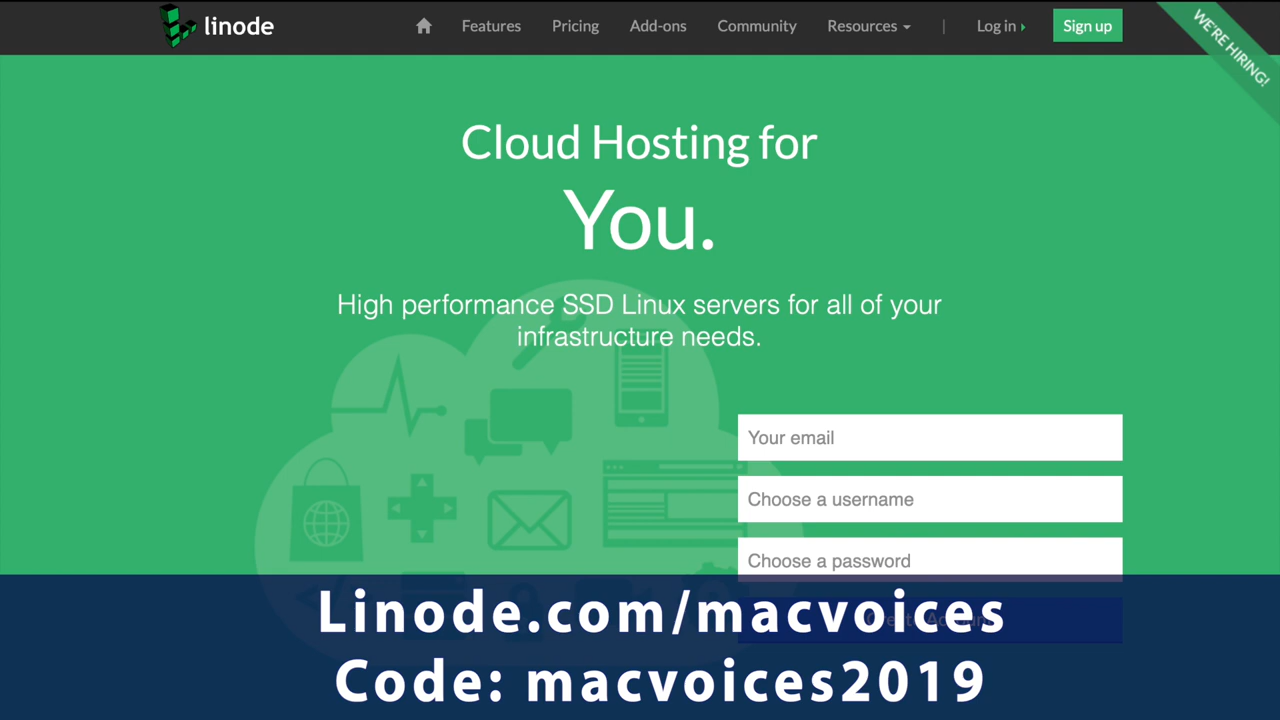 linode
Features
Pricing
Add-ons
Community
Resources
|
Log in
Sign up
WE'RE HIRING!
Cloud Hosting for
You.
High performance SSD Linux servers for all of your
infrastructure needs.
Your email
Choose a username
Choose a password
Linode.com/macvoices
Code: macvoices2019